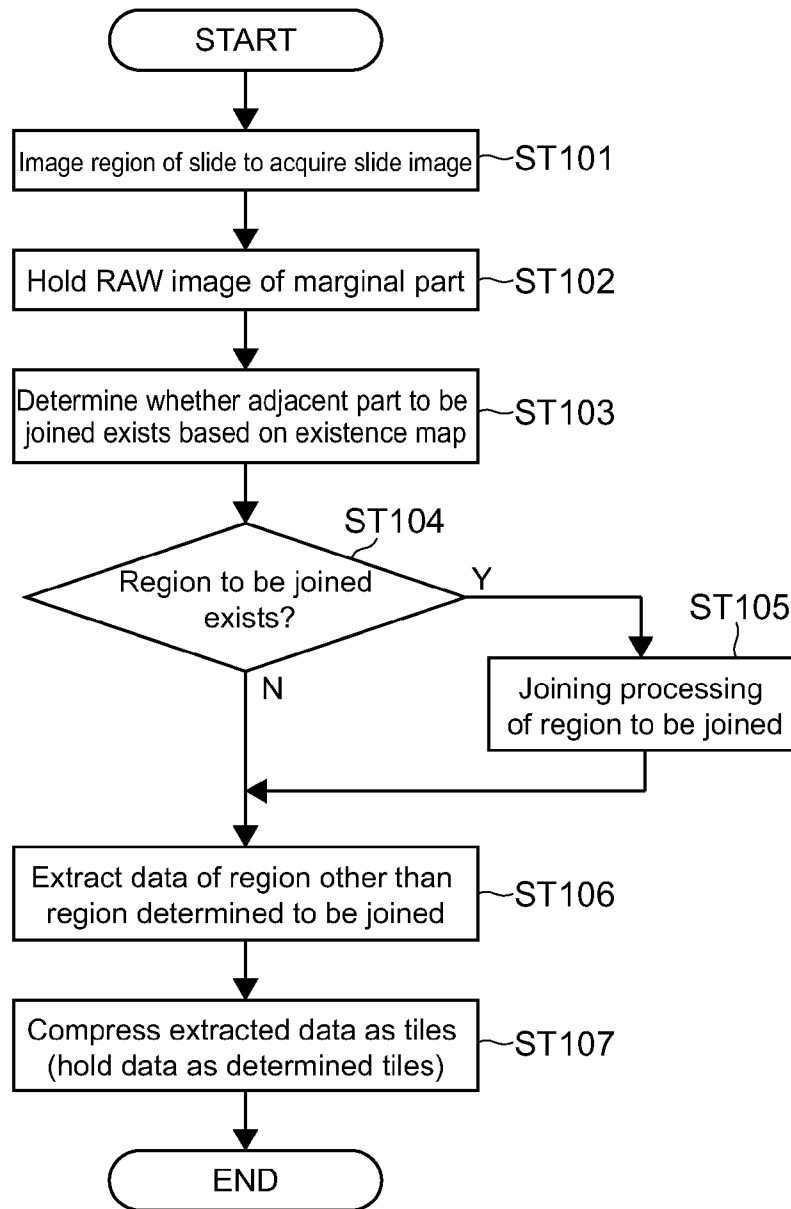 START
Image region of slide to acquire slide image
ST101
Hold RAW image of marginal part
ST102
Determine whether adjacent part to be
joined exists based on existence map
ST103
ST104
Region to be joined
exists?
Y
N
ST105
Joining processing
of region to be joined
Extract data of region other than
region determined to be joined
ST106
Compress extracted data as tiles
(hold data as determined tiles)
ST107
END